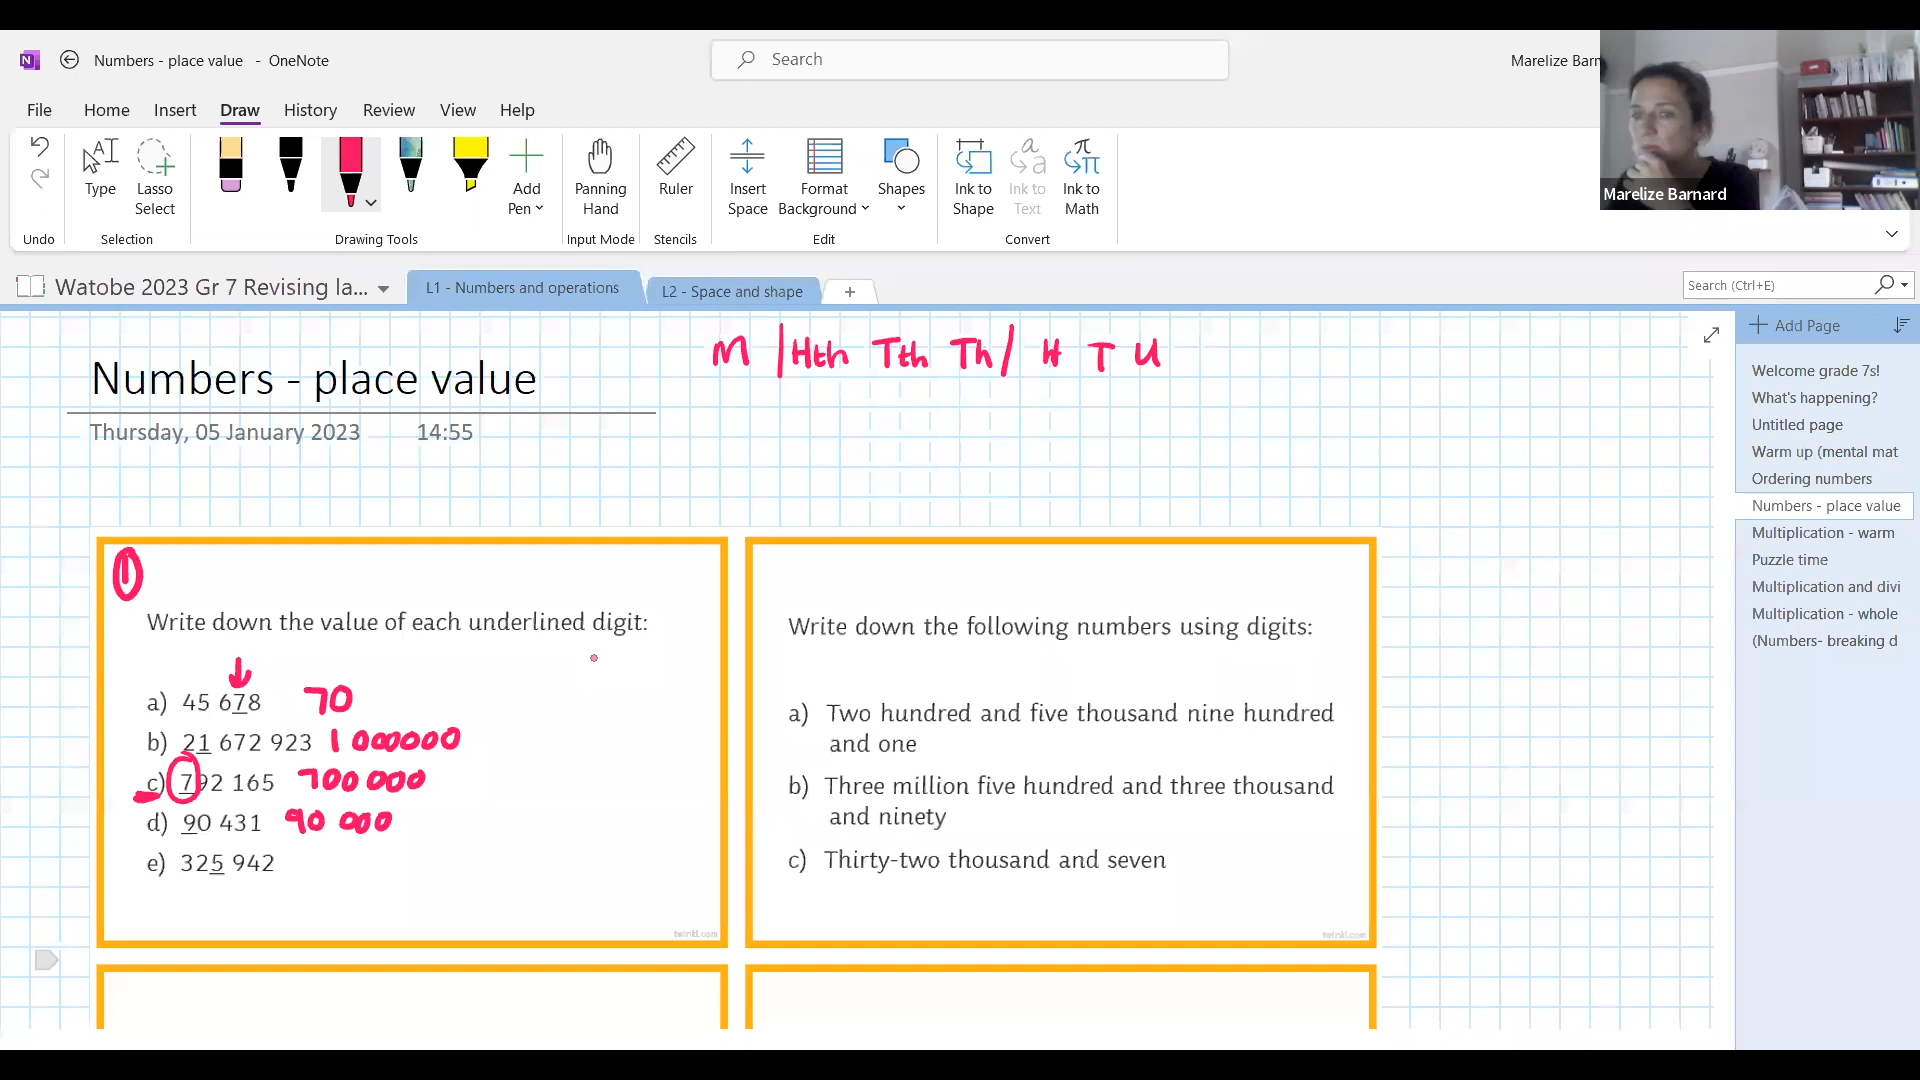 Numbers - place value - OneNote
Search
Marelize Barn
Marelize Barnard
File Home Insert Draw History Review View Help
Type
Lasso Select
Add Pen
Panning Hand
Ruler
Insert Space
Format Background
Shapes
Ink to Shape
Ink to Text
Ink to Math
Undo Selection Drawing Tools Input Mode Stencils Edit Convert
Watobe 2023 Gr 7 Revising la...
L1 - Numbers and operations
L2 - Space and shape
Search (Ctrl+E)
M | Hth Tth Th / H T U
Numbers - place value
Thursday, 05 January 2023 14:55
1
Write down the value of each underlined digit:
a) 45 678 70
b) 21 672 923 1 000000
c) 792 165 700 000
d) 90 431 90 000
e) 325 942
twinkl.com
Write down the following numbers using digits:
a) Two hundred and five thousand nine hundred
and one
b) Three million five hundred and three thousand
and ninety
c) Thirty-two thousand and seven
twinkl.com
Add Page
Welcome grade 7s!
What's happening?
Untitled page
Warm up (mental mat
Ordering numbers
Numbers - place value
Multiplication - warm
Puzzle time
Multiplication and divi
Multiplication - whole
(Numbers- breaking d